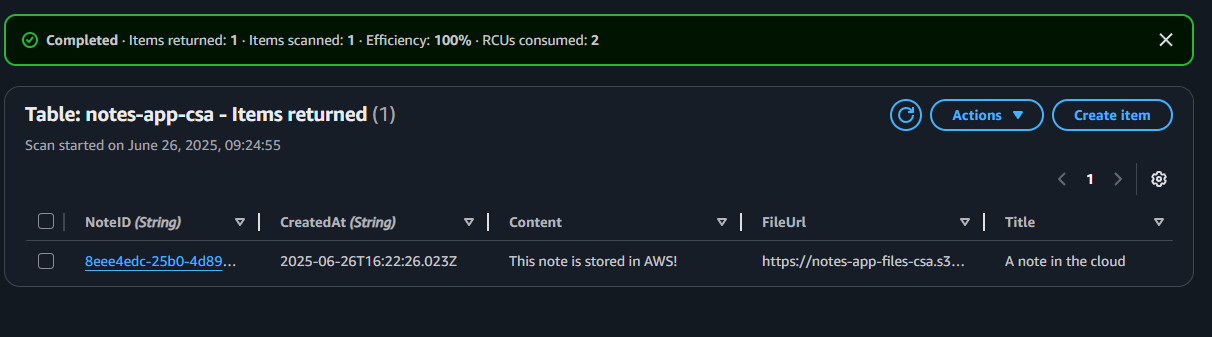 Completed · Items returned: 1 · Items scanned: 1 · Efficiency: 100% · RCUs consumed: 2
Table: notes-app-csa - Items returned (1)
Actions
Create item
Scan started on June 26, 2025, 09:24:55
1
NoteID (String) CreatedAt (String) Content FileUrl Title
8eee4edc-25b0-4d89... 2025-06-26T16:22:26.023Z This note is stored in AWS! https://notes-app-files-csa.s3... A note in the cloud